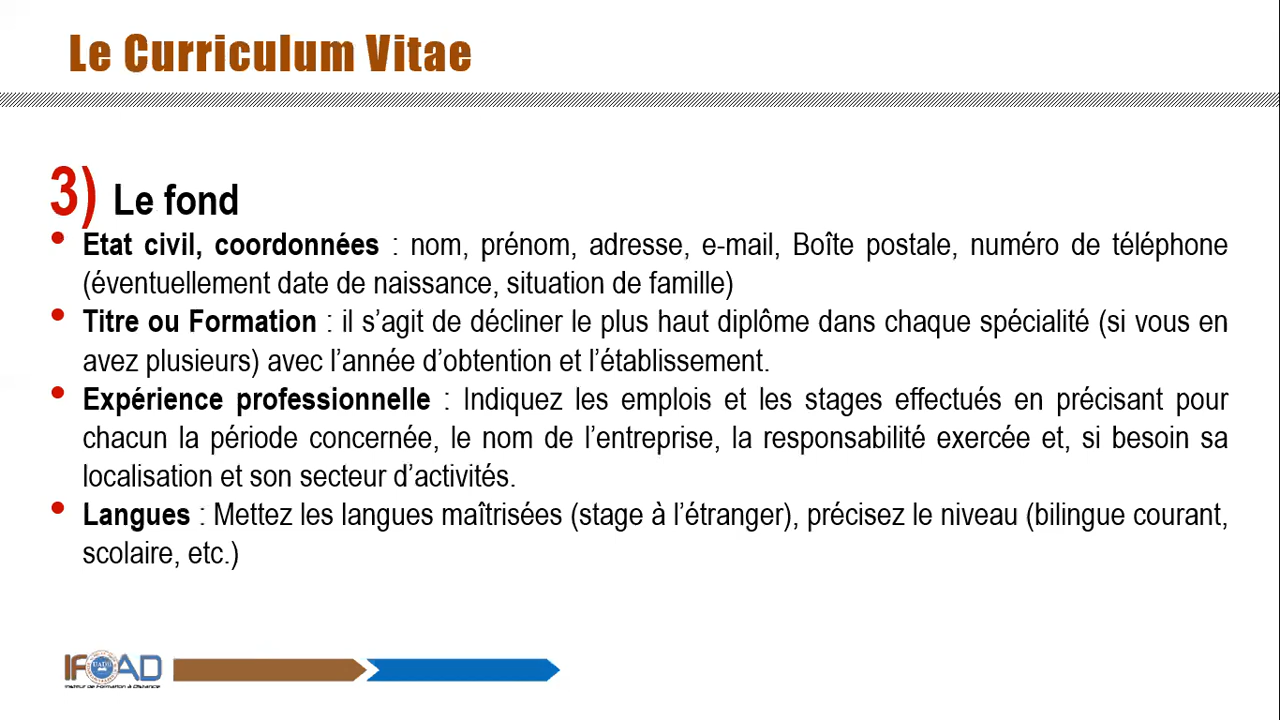 Le Curriculum Vitae
3) Le fond
• Etat civil, coordonnées : nom, prénom, adresse, e-mail, Boîte postale, numéro de téléphone
(éventuellement date de naissance, situation de famille)
• Titre ou Formation : il s’agit de décliner le plus haut diplôme dans chaque spécialité (si vous en
avez plusieurs) avec l’année d’obtention et l’établissement.
• Expérience professionnelle : Indiquez les emplois et les stages effectués en précisant pour
chacun la période concernée, le nom de l’entreprise, la responsabilité exercée et, si besoin sa
localisation et son secteur d’activités.
• Langues : Mettez les langues maîtrisées (stage à l’étranger), précisez le niveau (bilingue courant,
scolaire, etc.)
IFOAD
Institut de Formation à Distance